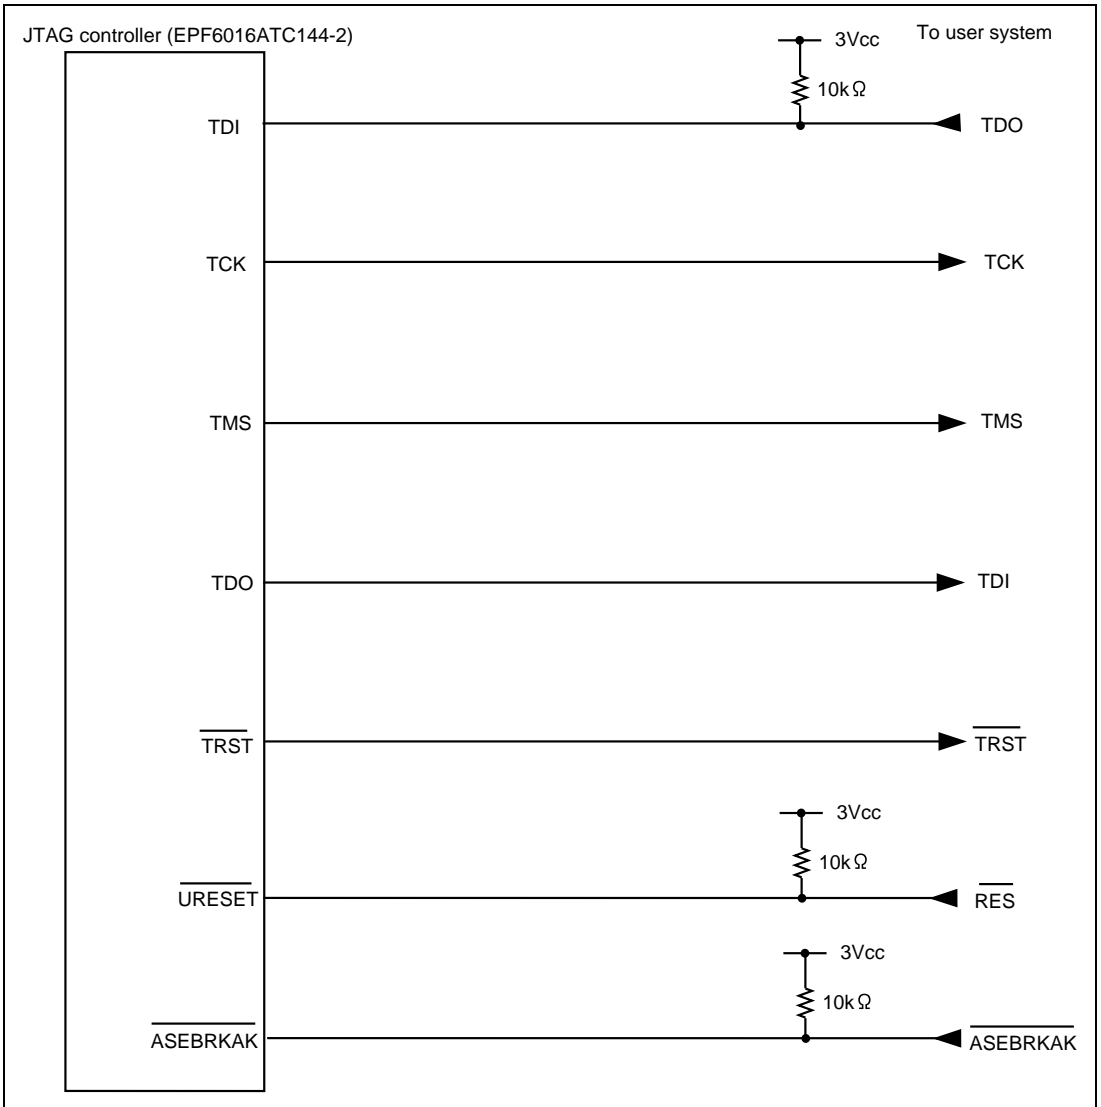 JTAG controller (EPF6016ATC144-2)
3Vcc
To user system
10kΩ
TDI
TDO
TCK
TCK
TMS
TMS
TDO
TDI
TRST
TRST
3Vcc
10kΩ
URESET
RES
3Vcc
10kΩ
ASEBRKAK
ASEBRKAK